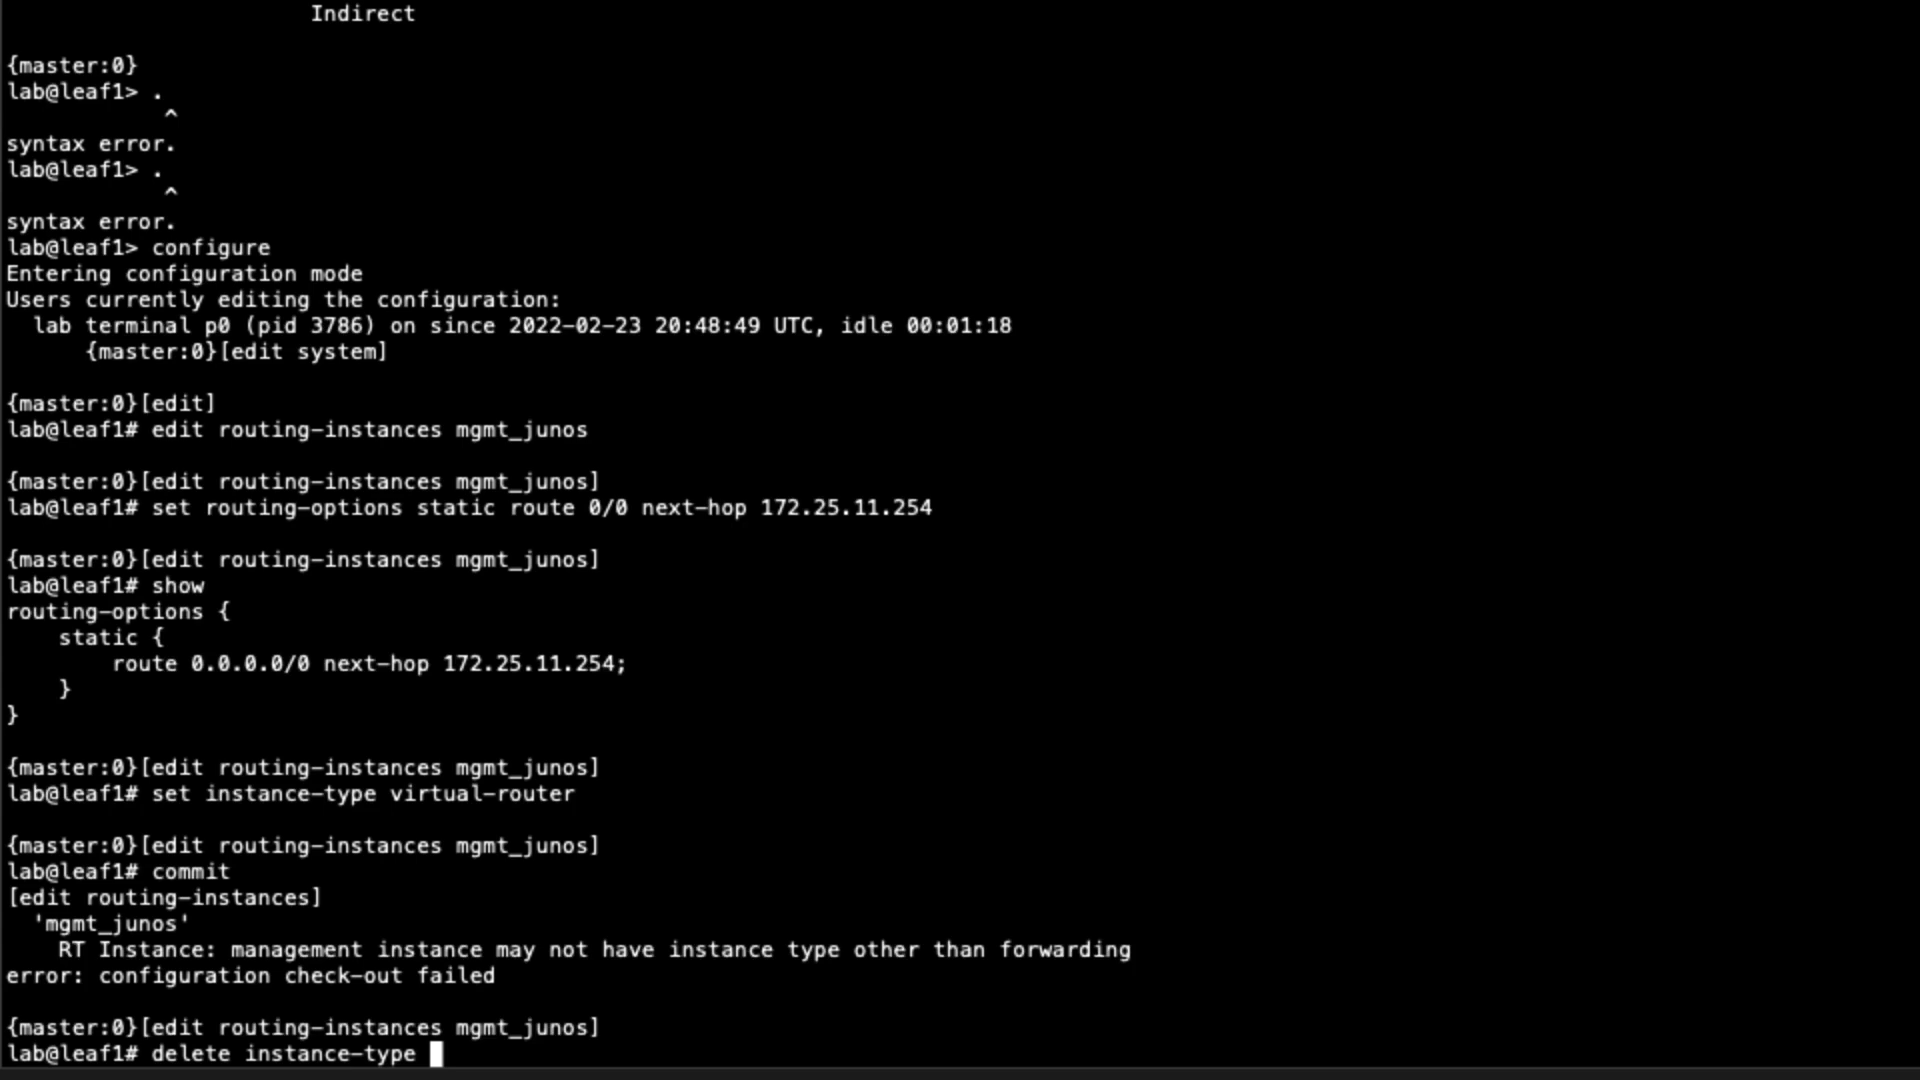 Indirect
{master:0}
lab@leaf1> .
^
syntax error.
lab@leaf1> .
^
syntax error.
lab@leaf1> configure
Entering configuration mode
Users currently editing the configuration:
lab terminal p0 (pid 3786) on since 2022-02-23 20:48:49 UTC, idle 00:01:18
{master:0}[edit system]
{master:0}[edit]
lab@leaf1# edit routing-instances mgmt_junos
{master:0}[edit routing-instances mgmt_junos]
lab@leaf1# set routing-options static route 0/0 next-hop 172.25.11.254
{master:0}[edit routing-instances mgmt_junos]
lab@leaf1# show
routing-options {
static {
route 0.0.0.0/0 next-hop 172.25.11.254;
}
}
{master:0}[edit routing-instances mgmt_junos]
lab@leaf1# set instance-type virtual-router
{master:0}[edit routing-instances mgmt_junos]
lab@leaf1# commit
[edit routing-instances]
'mgmt_junos'
RT Instance: management instance may not have instance type other than forwarding
error: configuration check-out failed
{master:0}[edit routing-instances mgmt_junos]
lab@leaf1# delete instance-type